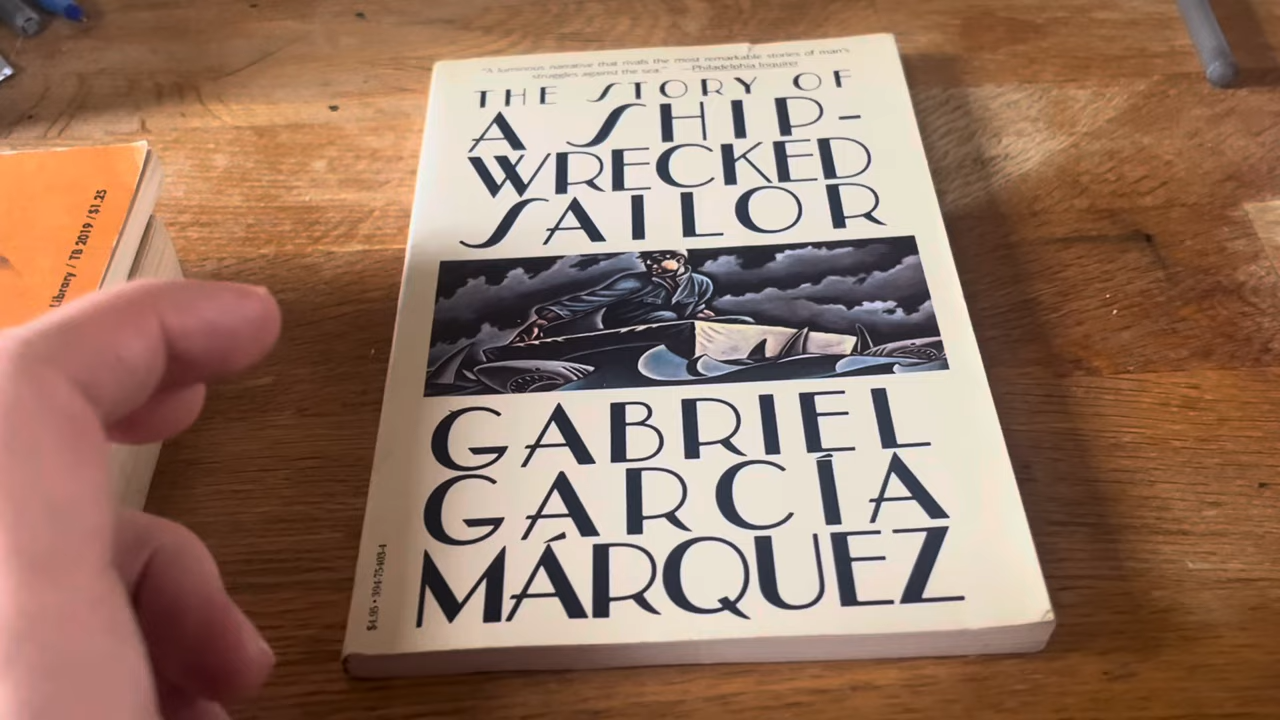 "A luminous narrative that rivals the most remarkable stories of man's
struggles against the sea." —Philadelphia Inquirer
THE STORY OF
A SHIP-
WRECKED
SAILOR
GABRIEL
GARCÍA
MÁRQUEZ
$4.95 • 394-75403-4
Library / TB 2019 / $1.25